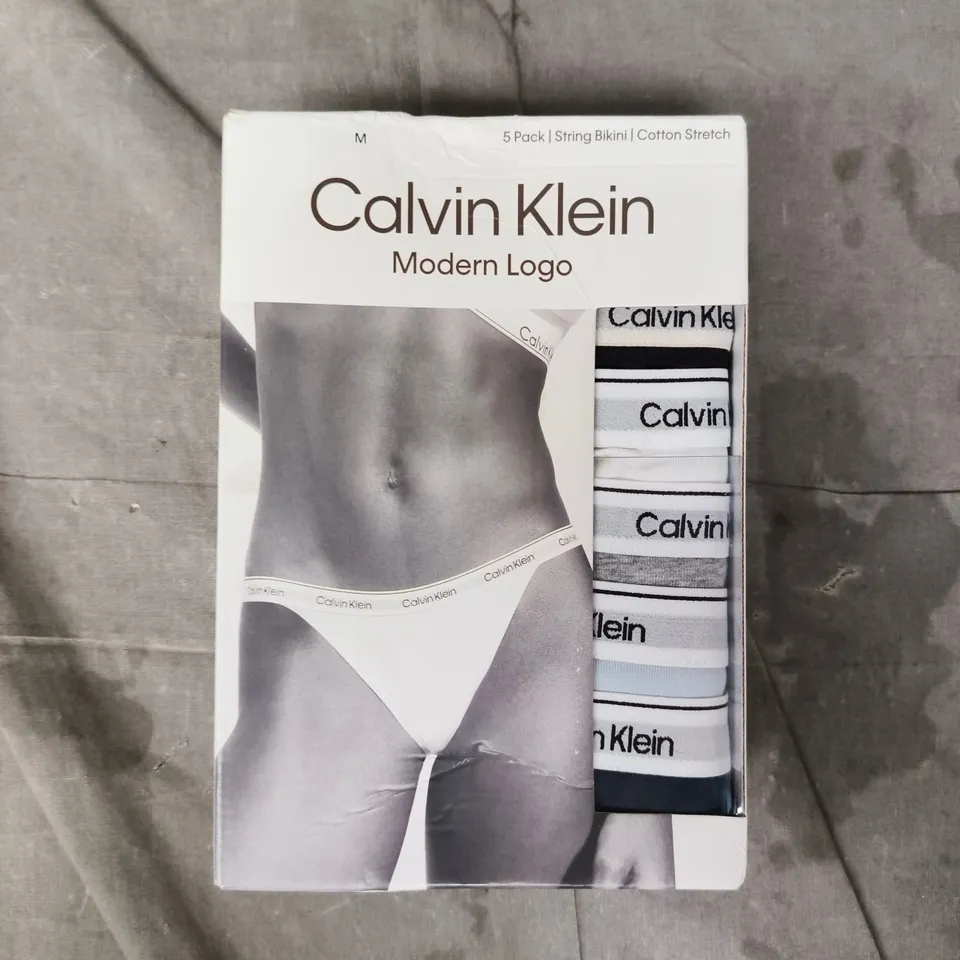 M
5 Pack | String Bikini | Cotton Stretch
Calvin Klein
Modern Logo
Calvin Kle
Calvin
Calvin
Calvin
Klein
n Klein
Calvin Klein
Calvin Klein
Calvin Klein
Calvin Klein
Calvin K